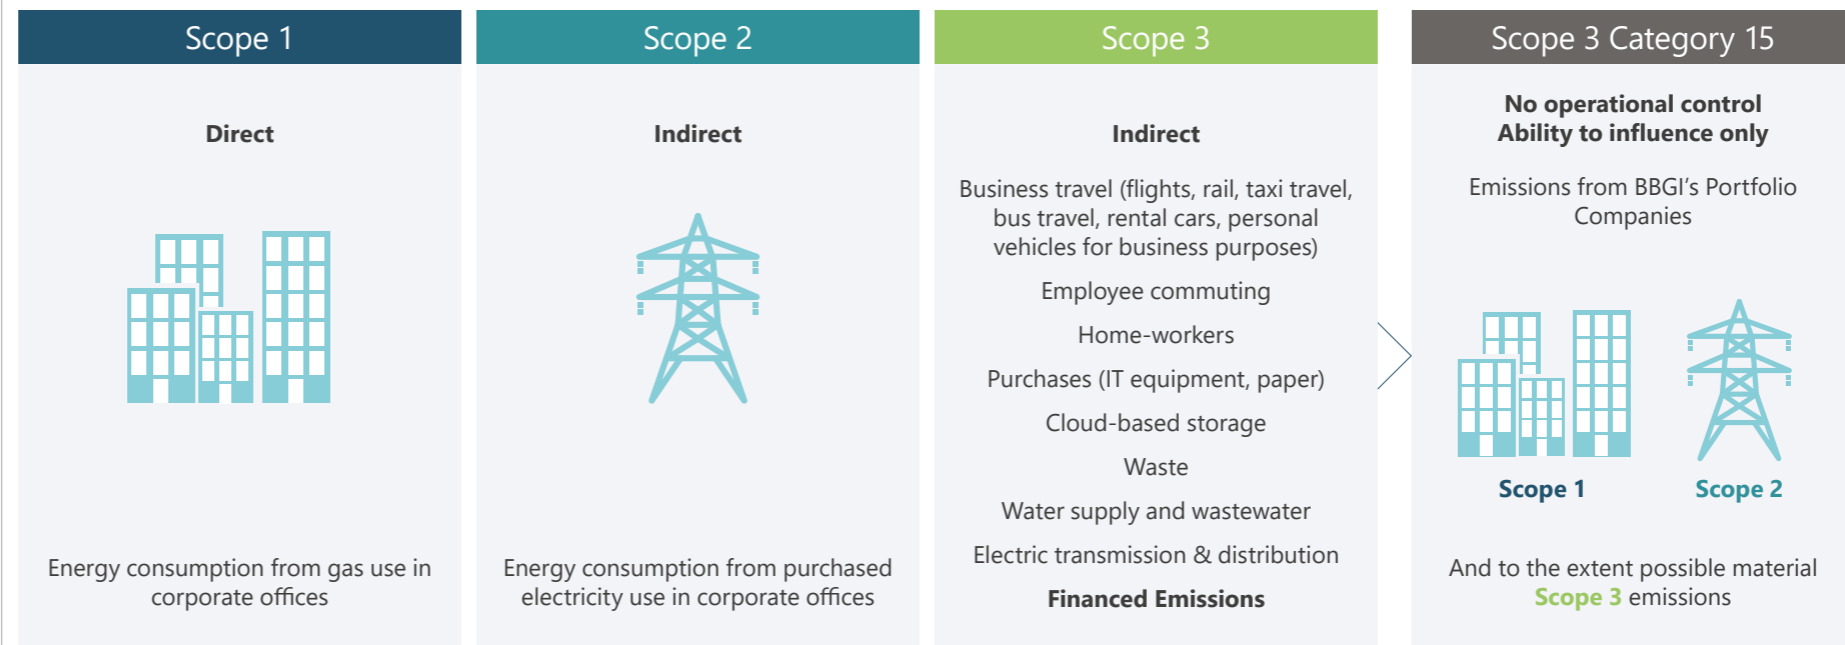 Scope 1
Direct
Energy consumption from gas use in
corporate offices
Scope 2
Indirect
Energy consumption from purchased
electricity use in corporate offices
Scope 3
Indirect
Business travel (flights, rail, taxi travel,
bus travel, rental cars, personal
vehicles for business purposes)
Employee commuting
Home-workers
Purchases (IT equipment, paper)
Cloud-based storage
Waste
Water supply and wastewater
Electric transmission & distribution
Financed Emissions
Scope 3 Category 15
No operational control
Ability to influence only
Emissions from BBGI's Portfolio
Companies
Scope 1
Scope 2
And to the extent possible material
Scope 3 emissions